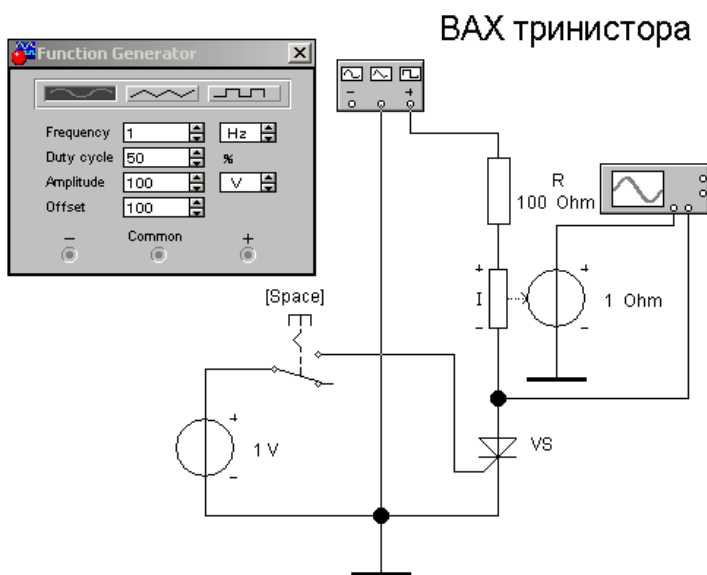 ВАХ тринистора
Function Generator
Frequency 1 Hz
Duty cycle 50 %
Amplitude 100 V
Offset 100
− Common +
− +
R
100 Ohm
[Space]
+
I
−
+
1 Ohm
−
+
1 V
−
VS